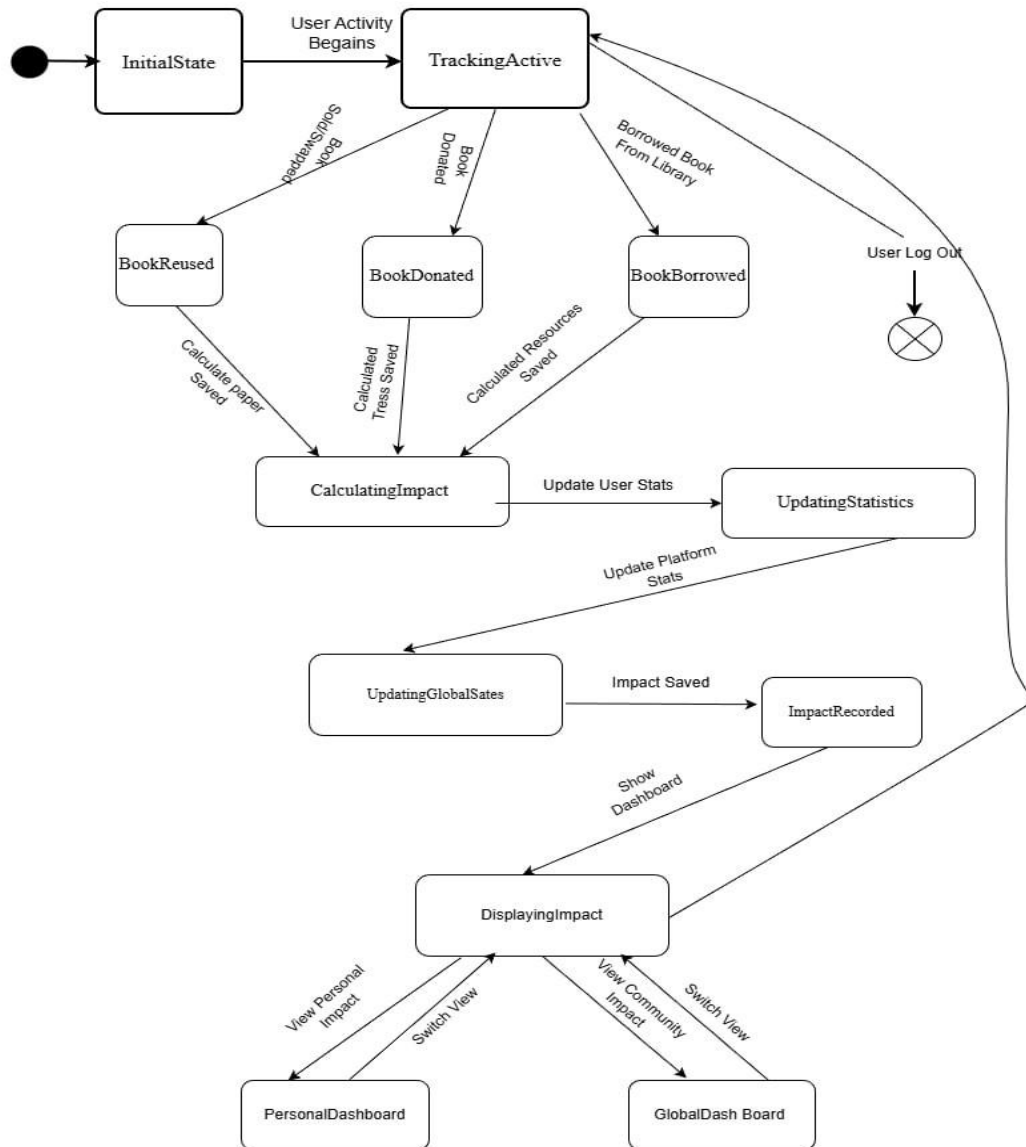 User Activity
Begains
InitialState
TrackingActive
Book
Sold/Swapped
Book
Donated
Borrowed Book
From Library
User Log Out
BookReused
BookDonated
BookBorrowed
Calculate paper
Saved
Calculated
Tress Saved
Calculated Resources
Saved
CalculatingImpact
Update User Stats
UpdatingStatistics
Update Platform
Stats
UpdatingGlobalSates
Impact Saved
ImpactRecorded
Show
Dashboard
DisplayingImpact
View Personal
Impact
Switch View
View Community
Impact
Switch View
PersonalDashboard
GlobalDash Board